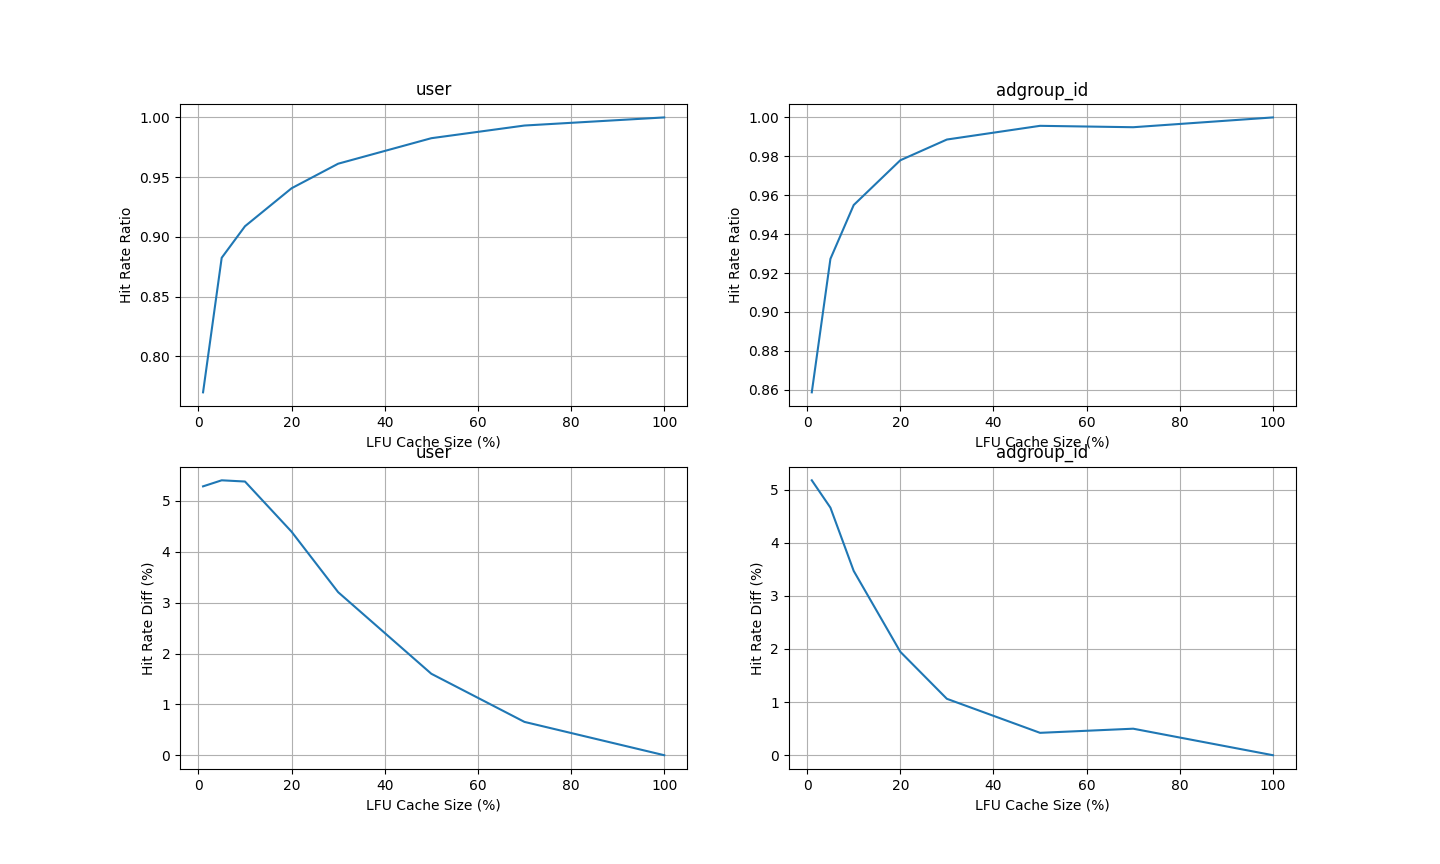 user
Hit Rate Ratio
1.00
0.95
0.90
0.85
0.80
0 20 40 60 80 100
LFU Cache Size (%)
adgroup_id
Hit Rate Ratio
1.00
0.98
0.96
0.94
0.92
0.90
0.88
0.86
0 20 40 60 80 100
LFU Cache Size (%)
user
Hit Rate Diff (%)
5
4
3
2
1
0
0 20 40 60 80 100
LFU Cache Size (%)
adgroup_id
Hit Rate Diff (%)
5
4
3
2
1
0
0 20 40 60 80 100
LFU Cache Size (%)